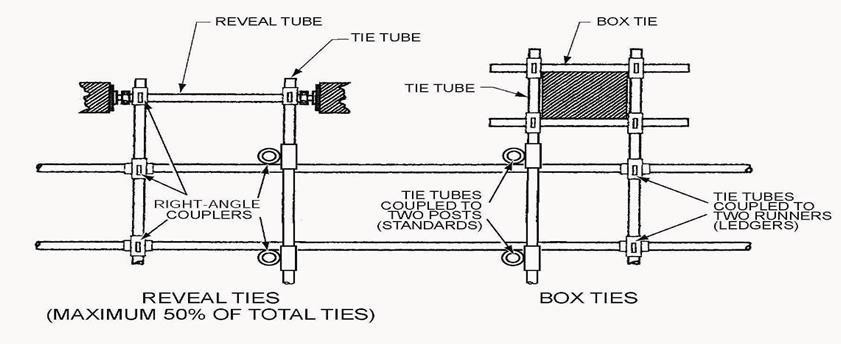 REVEAL TUBE
TIE TUBE
BOX TIE
TIE TUBE
RIGHT-ANGLE
COUPLERS
TIE TUBES
COUPLED TO
TWO POSTS
(STANDARDS)
TIE TUBES
COUPLED TO
TWO RUNNERS
(LEDGERS)
REVEAL TIES
(MAXIMUM 50% OF TOTAL TIES)
BOX TIES